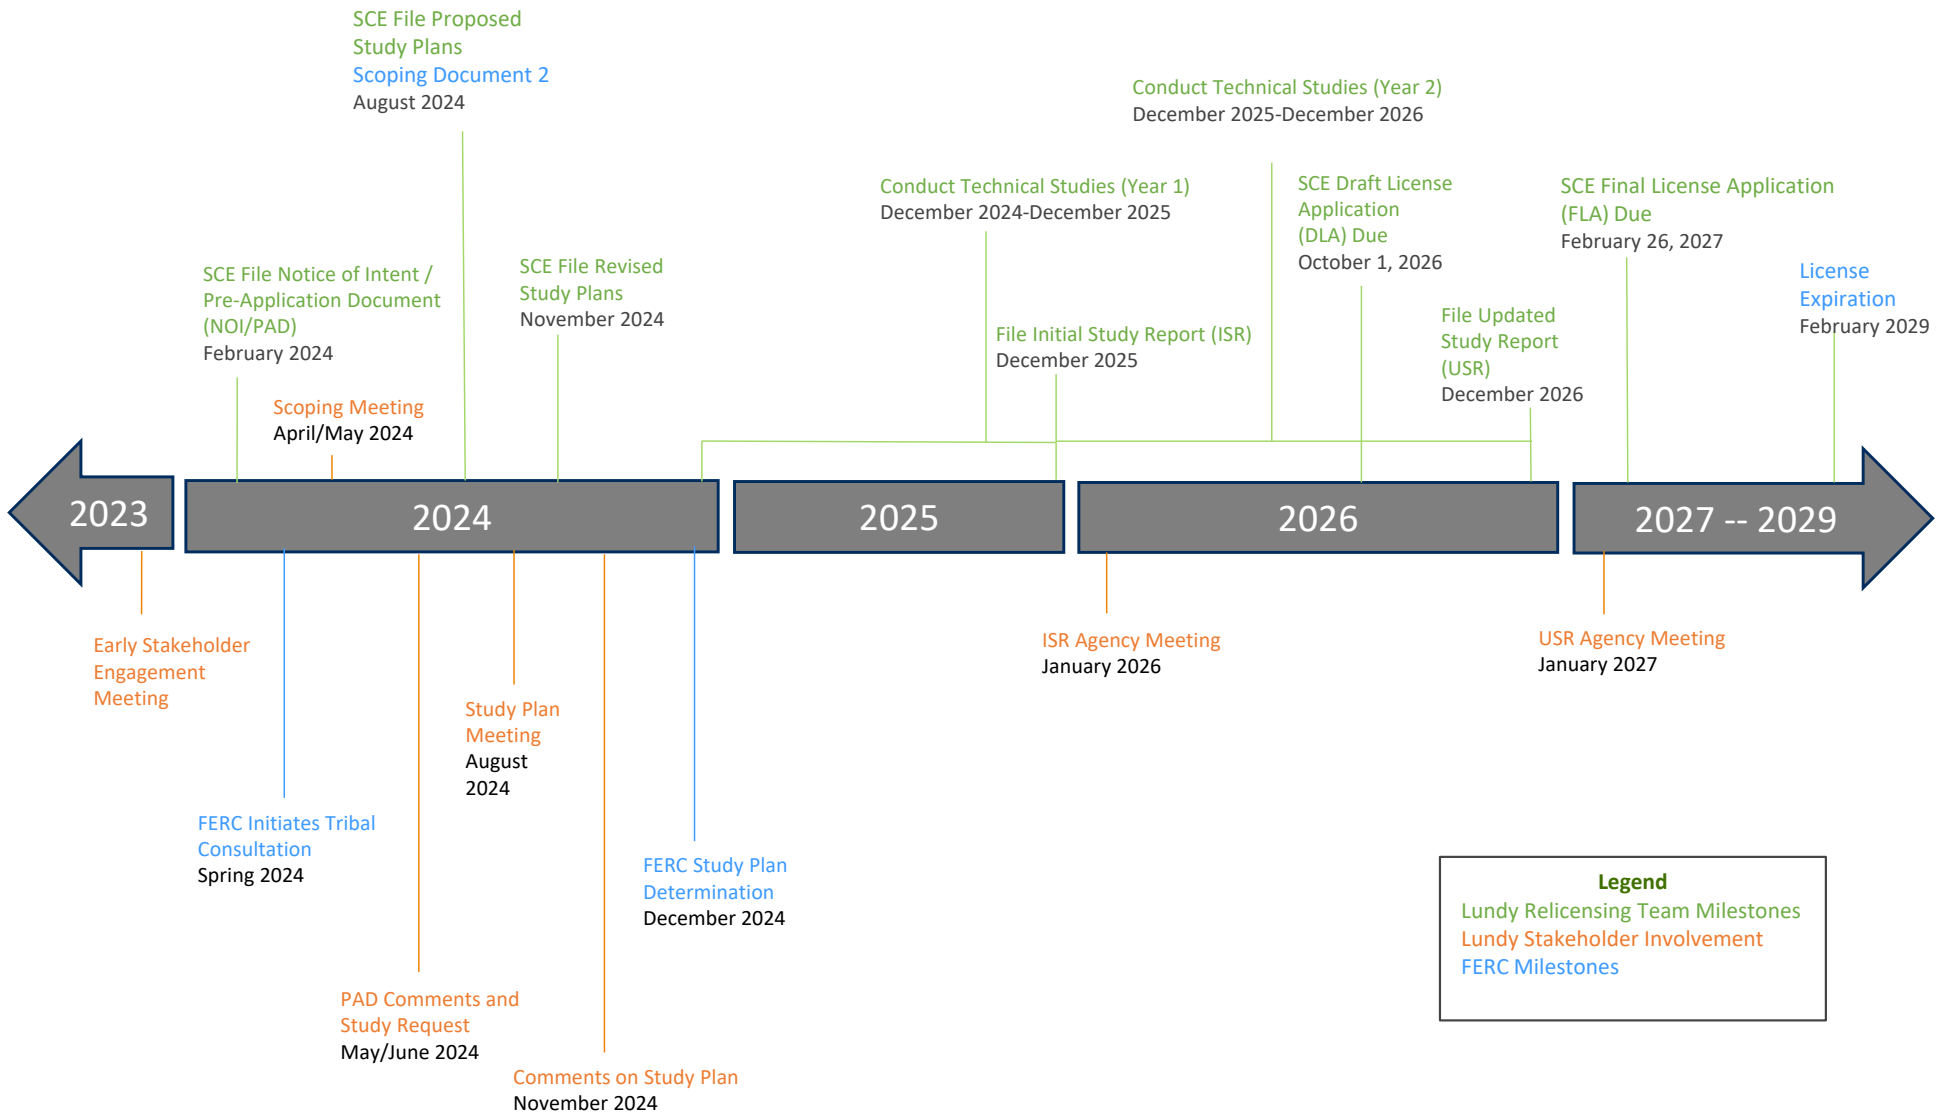 SCE File Proposed
Study Plans
Scoping Document 2
August 2024
Conduct Technical Studies (Year 2)
December 2025-December 2026
Conduct Technical Studies (Year 1)
December 2024-December 2025
SCE Draft License
Application
(DLA) Due
October 1, 2026
SCE Final License Application
(FLA) Due
February 26, 2027
SCE File Notice of Intent /
Pre-Application Document
(NOI/PAD)
February 2024
SCE File Revised
Study Plans
November 2024
License
Expiration
February 2029
File Initial Study Report (ISR)
December 2025
File Updated
Study Report
(USR)
December 2026
Scoping Meeting
April/May 2024
2023
2024
2025
2026
2027 -- 2029
Early Stakeholder
Engagement
Meeting
ISR Agency Meeting
January 2026
USR Agency Meeting
January 2027
Study Plan
Meeting
August
2024
FERC Initiates Tribal
Consultation
Spring 2024
FERC Study Plan
Determination
December 2024
PAD Comments and
Study Request
May/June 2024
Comments on Study Plan
November 2024
Legend
Lundy Relicensing Team Milestones
Lundy Stakeholder Involvement
FERC Milestones